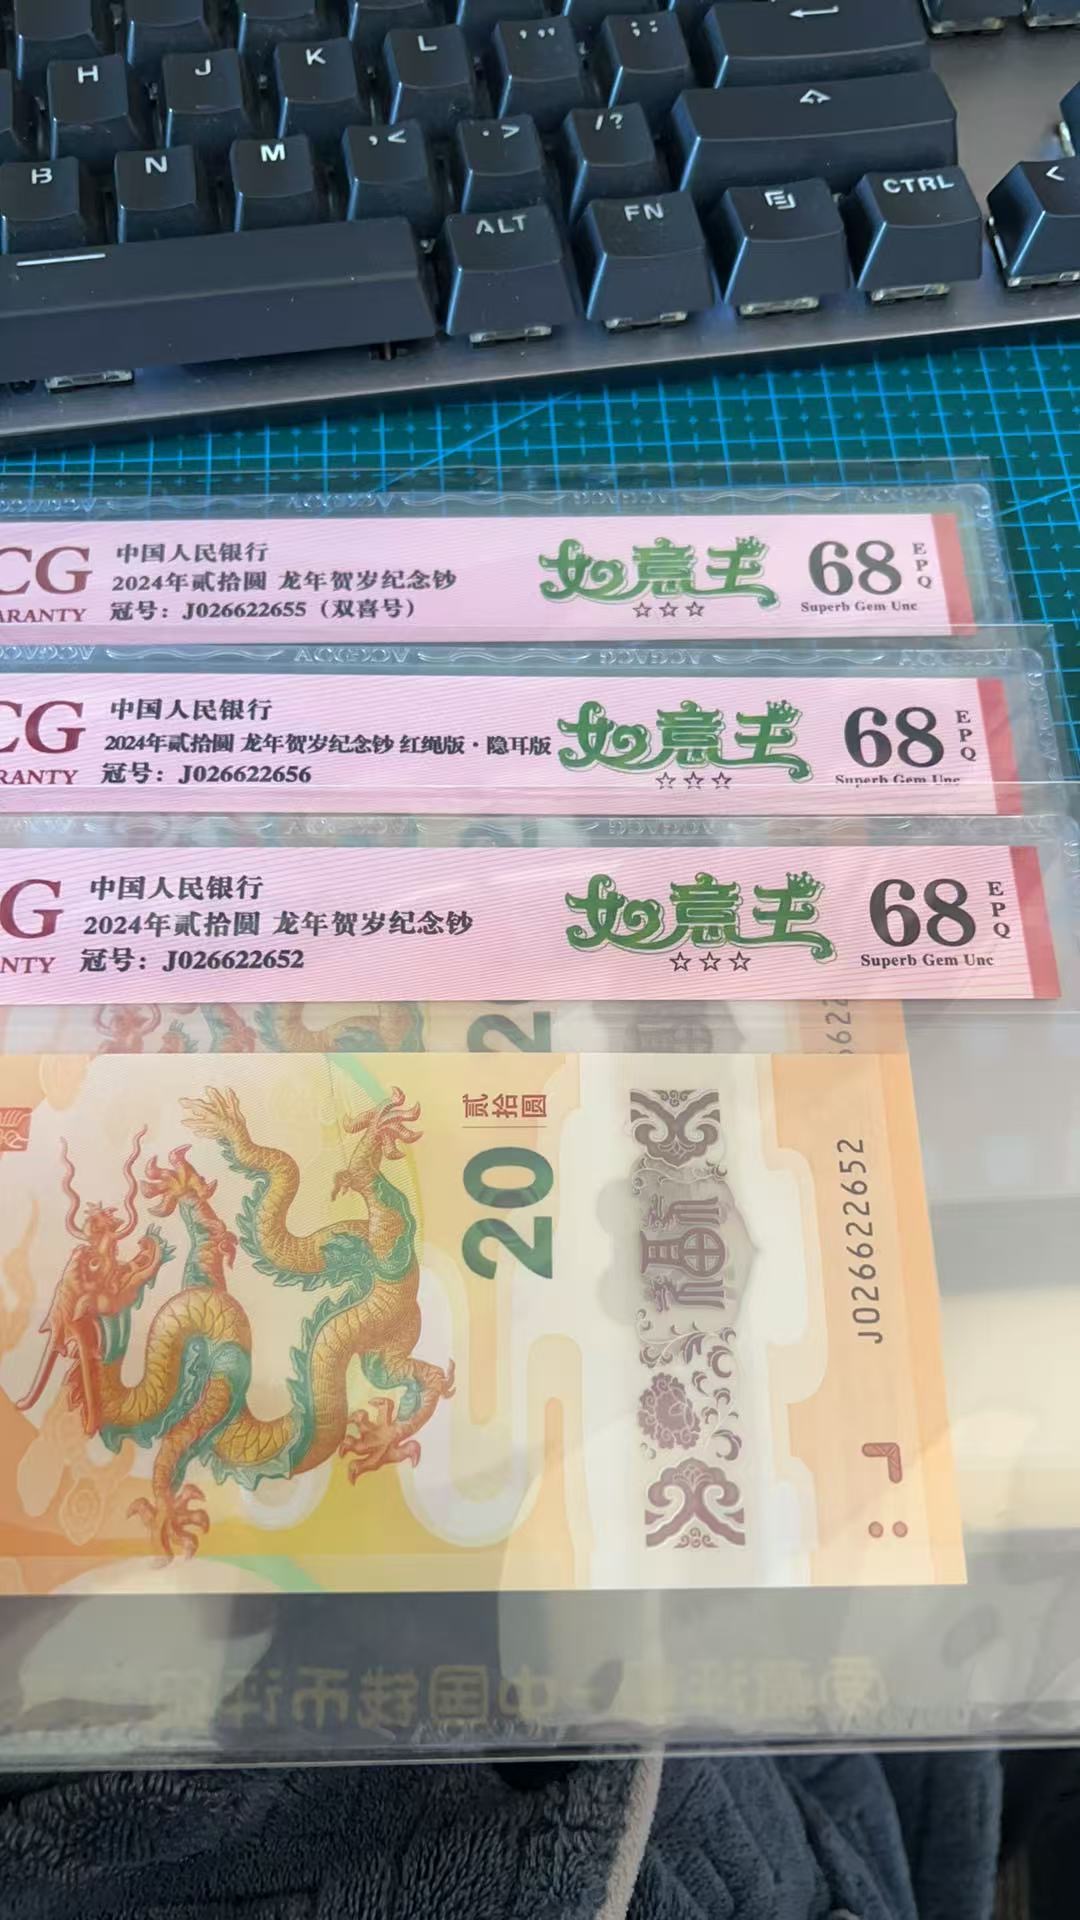 H J K L , " ; :
B N M , < . > / ?
ALT FN CTRL <
CG
中国人民银行
2024年贰拾圆 龙年贺岁纪念钞
冠号：J026622655（双喜号）
ARANTY
如意王
☆☆☆
68
EPQ
Superb Gem Unc
CG
中国人民银行
2024年贰拾圆 龙年贺岁纪念钞 红绳版·隐耳版
冠号：J026622656
RANTY
如意王
☆☆☆
68
EPQ
Superb Gem Unc
G
中国人民银行
2024年贰拾圆 龙年贺岁纪念钞
冠号：J026622652
NTY
如意王
☆☆☆
68
EPQ
Superb Gem Unc
贰拾圆
20
福
J026622652